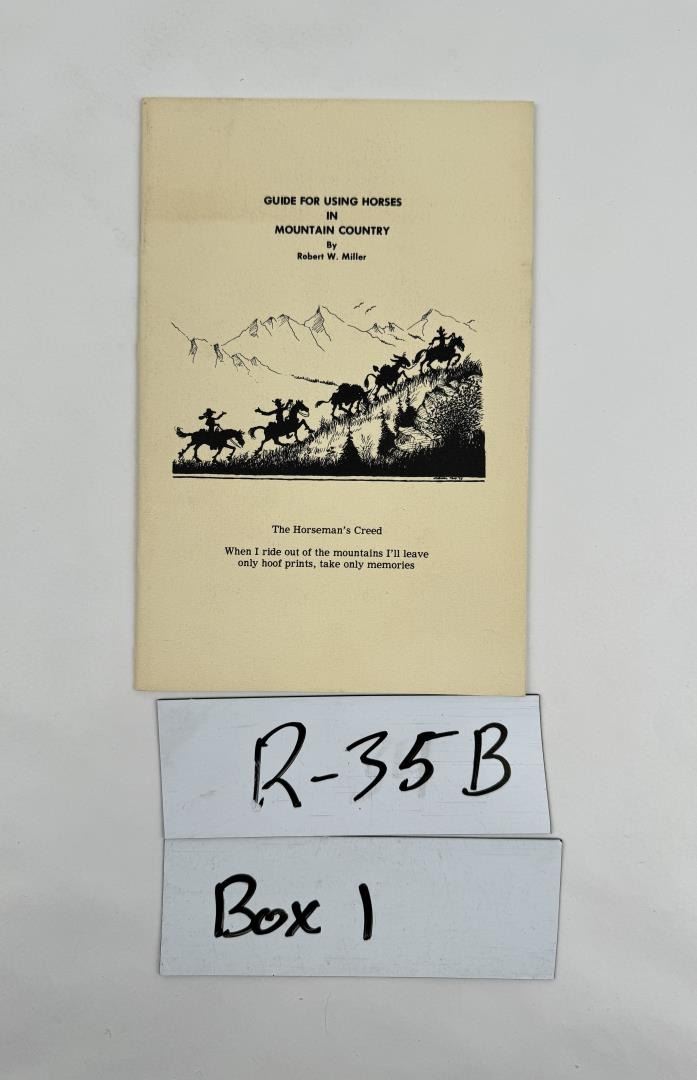 GUIDE FOR USING HORSES
IN
MOUNTAIN COUNTRY
By
Robert W. Miller
The Horseman's Creed
When I ride out of the mountains I'll leave
only hoof prints, take only memories
R-35B
Box 1